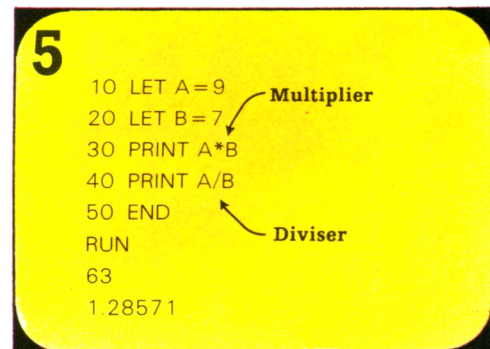 5
10 LET A=9
Multiplier
20 LET B=7
30 PRINT A*B
40 PRINT A/B
50 END
Diviser
RUN
63
1.28571